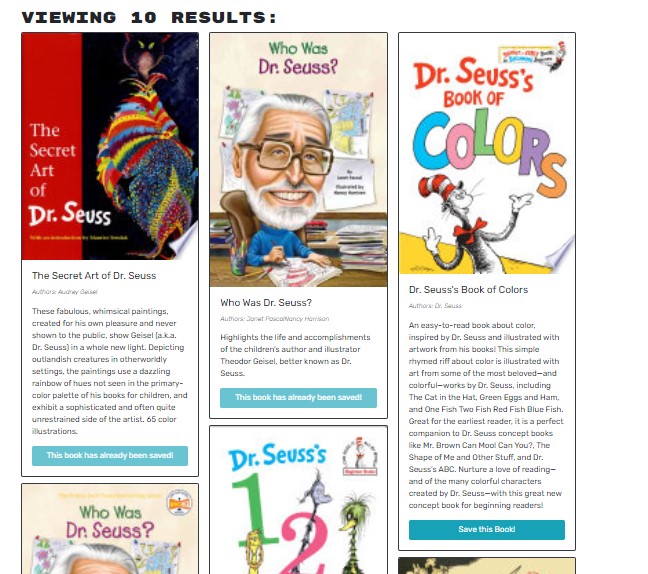 VIEWING 10 RESULTS:
The
Secret
Art
of
Dr. Seuss
With an introduction by Maurice Sendak
The Secret Art of Dr. Seuss
Authors: Audrey Geisel
These fabulous, whimsical paintings,
created for his own pleasure and never
shown to the public, show Geisel (a.k.a.
Dr. Seuss) in a whole new light. Depicting
outlandish creatures in otherworldly
settings, the paintings use a dazzling
rainbow of hues not seen in the primary-
color palette of his books for children, and
exhibit a sophisticated and often quite
unrestrained side of the artist. 65 color
illustrations.
This book has already been saved!
Who Was
Dr. Seuss?
Who Was
Dr. Seuss?
By
Janet Pascal
Illustrated by
Nancy Harrison
Who Was Dr. Seuss?
Authors: Janet PascalNancy Harrison
Highlights the life and accomplishments
of the children's author and illustrator
Theodor Geisel, better known as Dr.
Seuss.
This book has already been saved!
Dr. Seuss's
1
2
Beginner Books
Dr. Seuss's
BOOK OF
COLORS
Dr. Seuss's Book of Colors
Authors: Dr. Seuss
An easy-to-read book about color,
inspired by Dr. Seuss and illustrated with
artwork from his books! This simple
rhymed riff about color is illustrated with
art from some of the most beloved—and
colorful—works by Dr. Seuss, including
The Cat in the Hat, Green Eggs and Ham,
and One Fish Two Fish Red Fish Blue Fish.
Great for the earliest reader, it is a perfect
companion to Dr. Seuss concept books
like Mr. Brown Can Mool Can You?, The
Shape of Me and Other Stuff, and Dr.
Seuss's ABC. Nurture a love of reading—
and of the many colorful characters
created by Dr. Seuss—with this great new
concept book for beginning readers!
Save this Book!